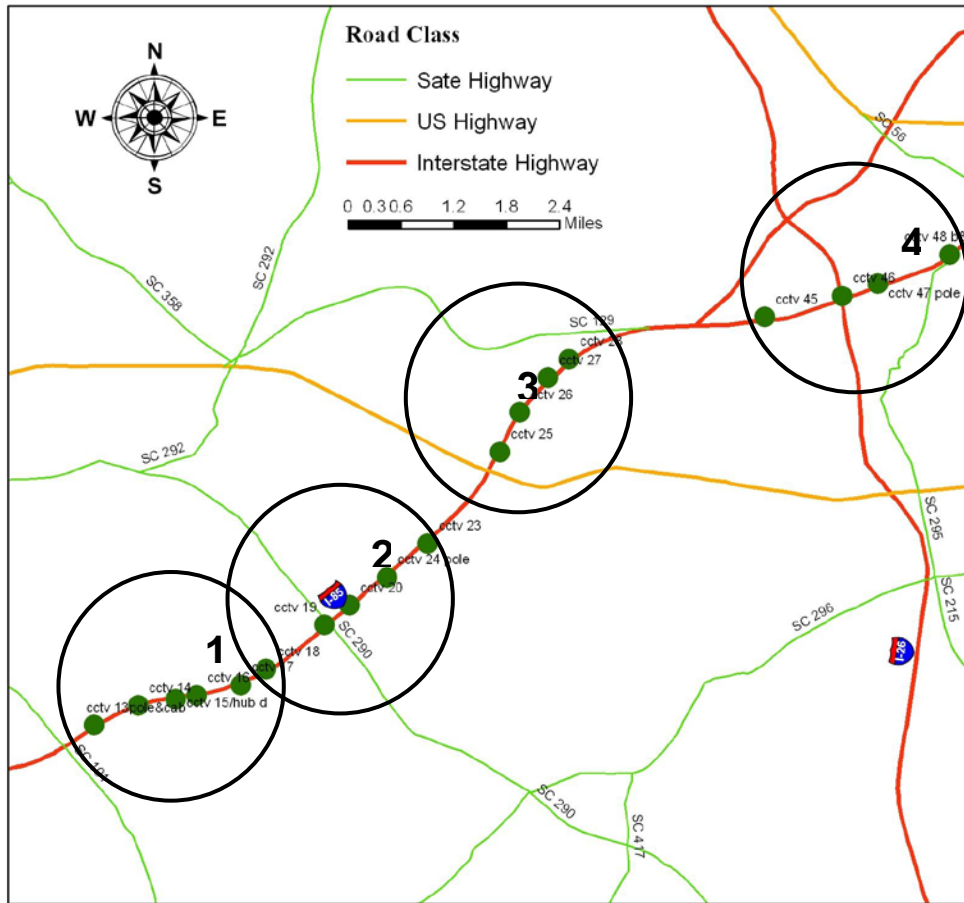 Road Class
Sate Highway
US Highway
Interstate Highway
0 0.3 0.6 1.2 1.8 2.4
Miles
N
W E
S
SC 56
SC 292
SC 358
4
cctv 48
cctv 46
cctv 47 pole
cctv 45
SC 129
cctv 28
cctv 27
3
cctv 26
cctv 25
SC 292
cctv 23
2
cctv 24 pole
cctv 20
I-85
cctv 19
SC 290
SC 295
SC 215
SC 296
I-26
1
cctv 18
cctv 17
cctv 16
cctv 14
cctv 15/hub d
cctv 13pole&cab
SC 101
SC 290
SC 417